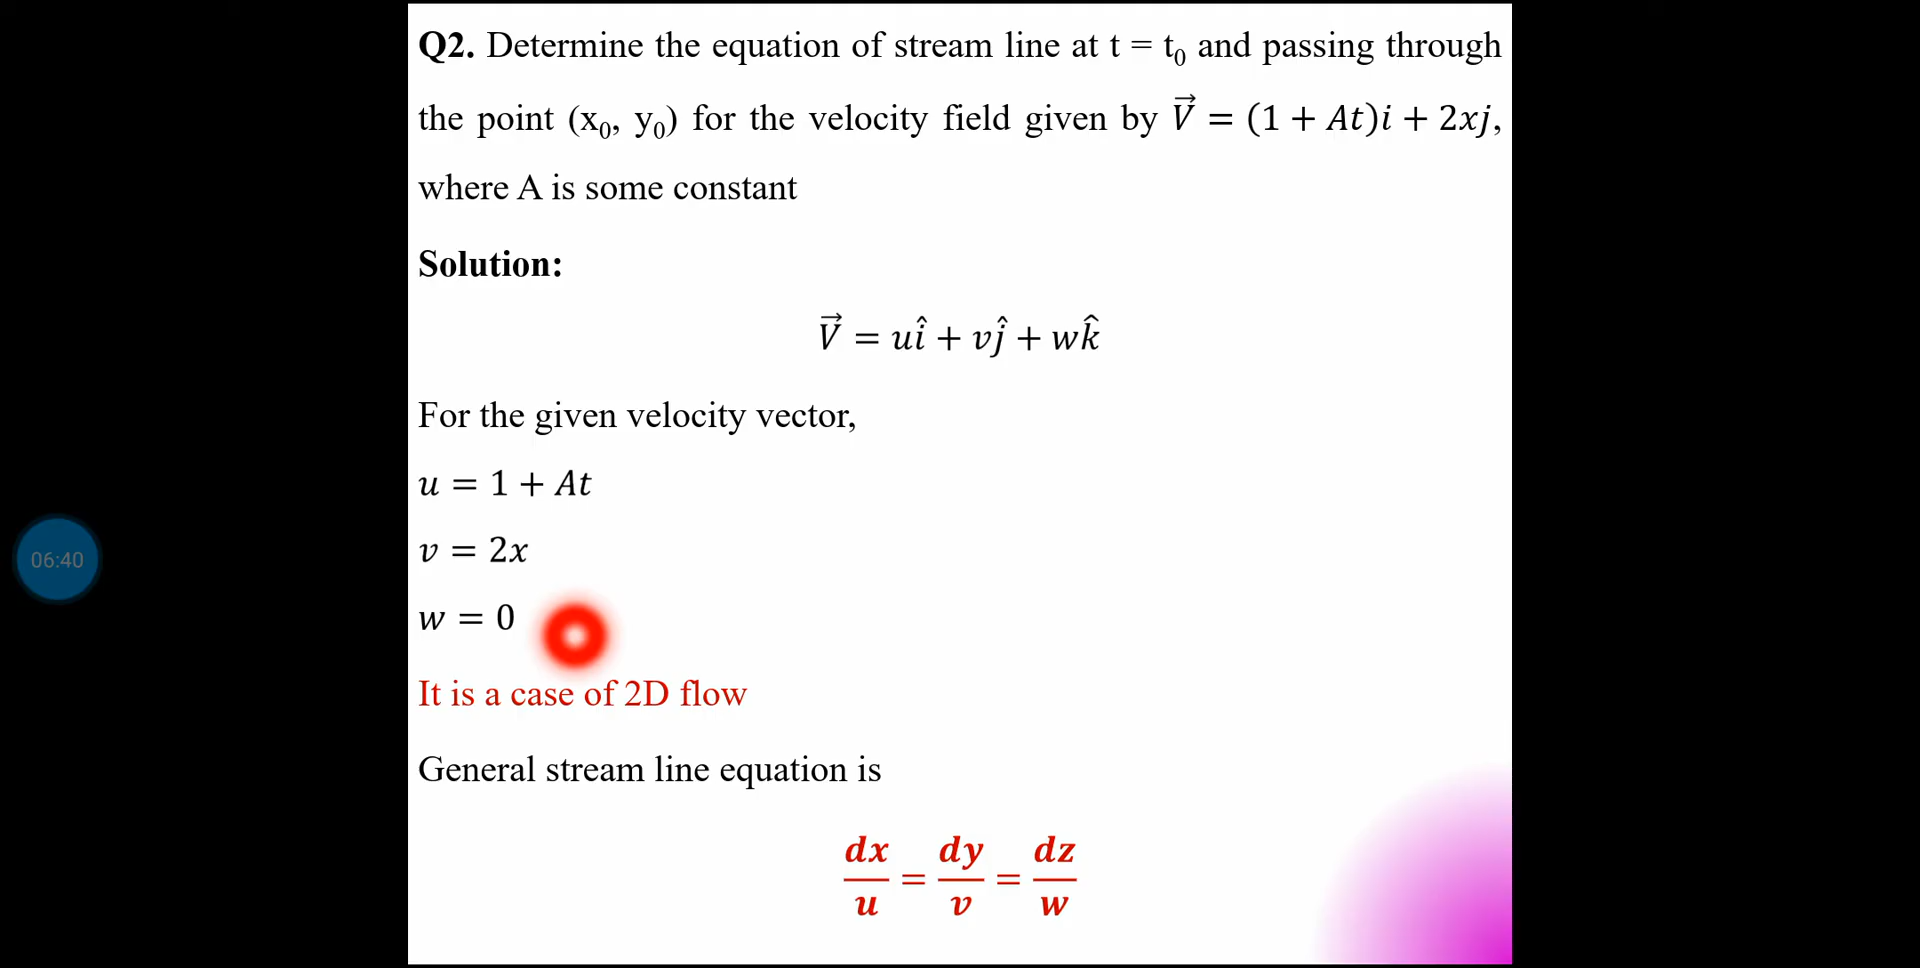 Q2. Determine the equation of stream line at t = t₀ and passing through
the point (x₀, y₀) for the velocity field given by V⃗ = (1 + At)i + 2xj,
where A is some constant
Solution:
V⃗ = uî + vĵ + wk̂
For the given velocity vector,
u = 1 + At
v = 2x
06:40
w = 0
It is a case of 2D flow
General stream line equation is
dx/u = dy/v = dz/w